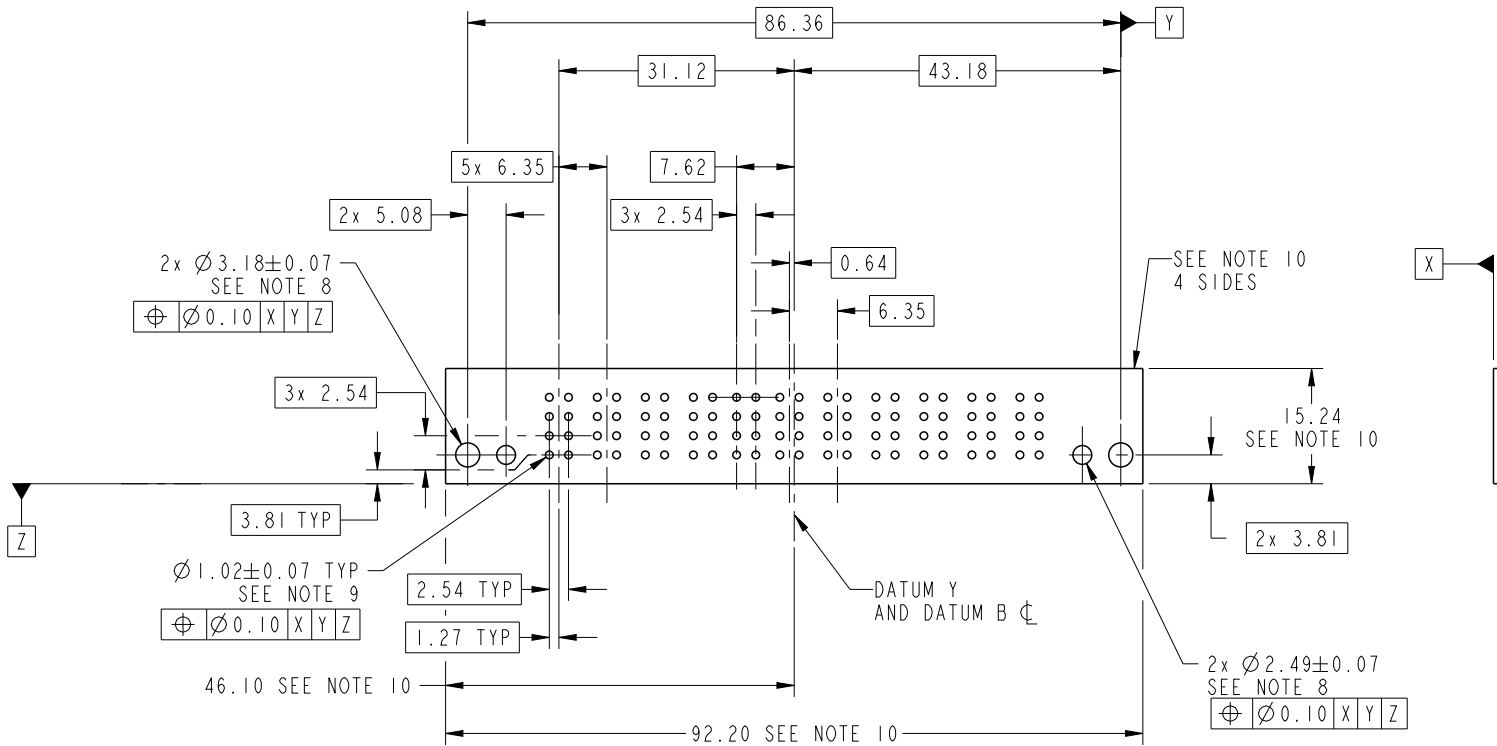 86.36
Y
31.12
43.18
5x 6.35
7.62
2x 5.08
3x 2.54
2x Ø3.18±0.07
SEE NOTE 8
⌖ Ø0.10 X Y Z
0.64
SEE NOTE 10
4 SIDES
X
6.35
3x 2.54
15.24
SEE NOTE 10
3.81 TYP
Z
2x 3.81
Ø1.02±0.07 TYP
SEE NOTE 9
⌖ Ø0.10 X Y Z
2.54 TYP
DATUM Y
AND DATUM B ℄
1.27 TYP
2x Ø2.49±0.07
SEE NOTE 8
⌖ Ø0.10 X Y Z
46.10 SEE NOTE 10
92.20 SEE NOTE 10